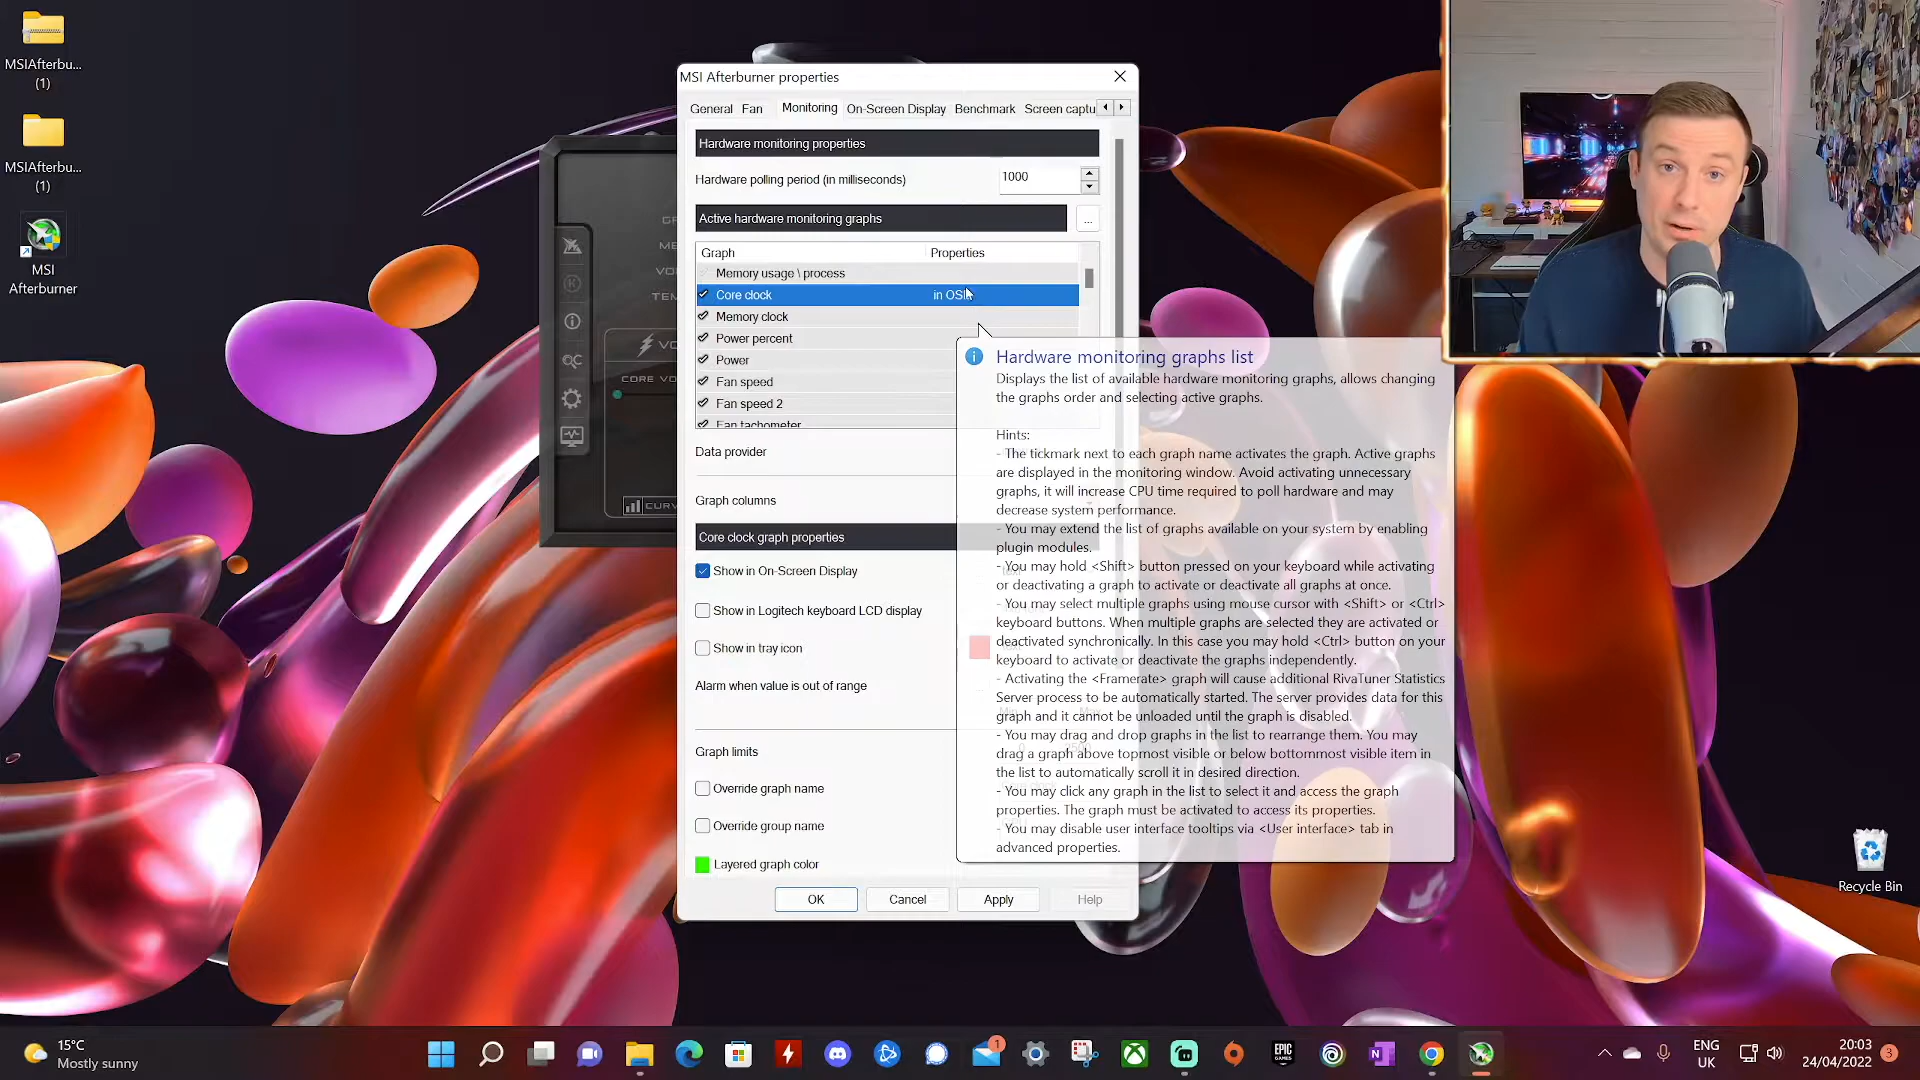 MSIAfterbu...
(1)
MSIAfterbu...
(1)
MSI
Afterburner
MSI Afterburner properties
General Fan Monitoring On-Screen Display Benchmark Screen captu
Hardware monitoring properties
Hardware polling period (in milliseconds) 1000
Active hardware monitoring graphs ...
Graph Properties
Memory usage \ process
Core clock in OSD
Memory clock
Power percent
Power
Fan speed
Fan speed 2
Fan tachometer
Data provider
Graph columns
Core clock graph properties
Show in On-Screen Display
Show in Logitech keyboard LCD display
Show in tray icon
Alarm when value is out of range
Graph limits
Override graph name
Override group name
Layered graph color
OK Cancel Apply Help
Hardware monitoring graphs list
Displays the list of available hardware monitoring graphs, allows changing
the graphs order and selecting active graphs.
Hints:
- The tickmark next to each graph name activates the graph. Active graphs
are displayed in the monitoring window. Avoid activating unnecessary
graphs, it will increase CPU time required to poll hardware and may
decrease system performance.
- You may extend the list of graphs available on your system by enabling
plugin modules.
- You may hold <Shift> button pressed on your keyboard while activating
or deactivating a graph to activate or deactivate all graphs at once.
- You may select multiple graphs using mouse cursor with <Shift> or <Ctrl>
keyboard buttons. When multiple graphs are selected they are activated or
deactivated synchronically. In this case you may hold <Ctrl> button on your
keyboard to activate or deactivate the graphs independently.
- Activating the <Framerate> graph will cause additional RivaTuner Statistics
Server process to be automatically started. The server provides data for this
graph and it cannot be unloaded until the graph is disabled.
- You may drag and drop graphs in the list to rearrange them. You may
drag a graph above topmost visible or below bottommost visible item in
the list to automatically scroll it in desired direction.
- You may click any graph in the list to select it and access the graph
properties. The graph must be activated to access its properties.
- You may disable user interface tooltips via <User interface> tab in
advanced properties.
CORE VO
CURV
Recycle Bin
15°C
Mostly sunny
1
EPIC
GAMES
ENG
UK
20:03
24/04/2022
3